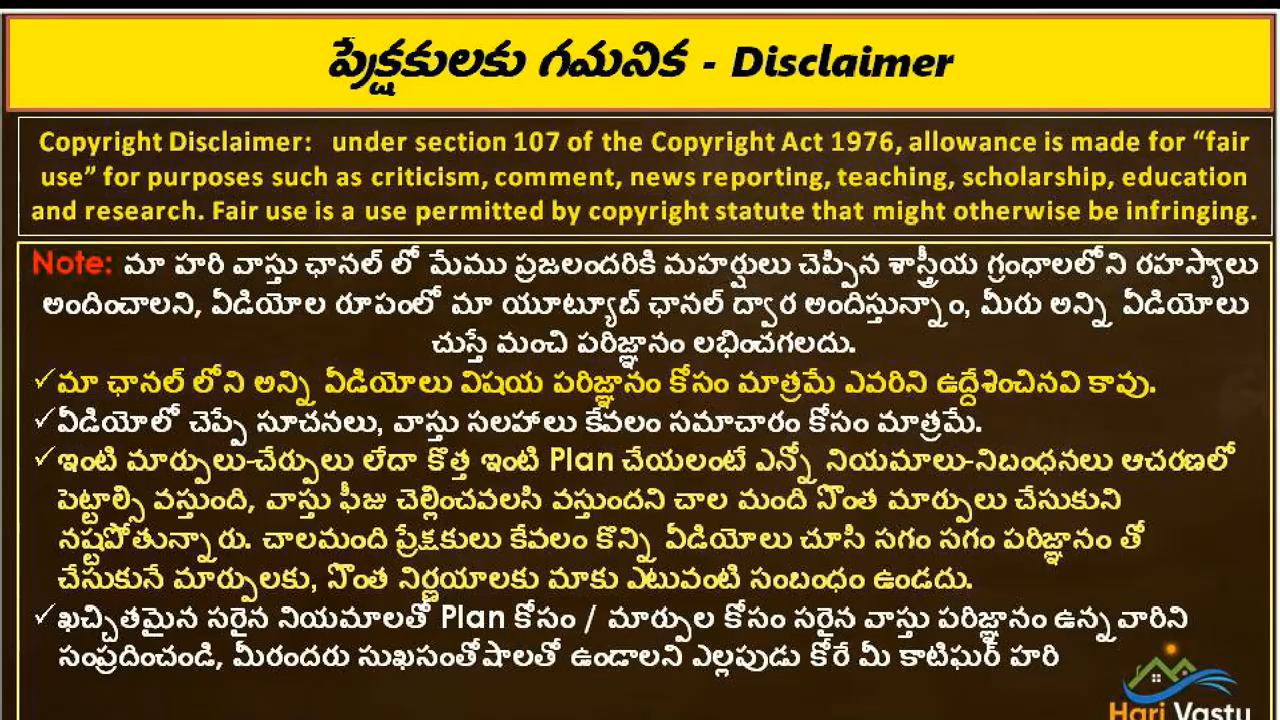 ప్రేక్షకులకు గమనిక - Disclaimer
Copyright Disclaimer: under section 107 of the Copyright Act 1976, allowance is made for “fair
use” for purposes such as criticism, comment, news reporting, teaching, scholarship, education
and research. Fair use is a use permitted by copyright statute that might otherwise be infringing.
Note: మా హరి వాస్తు ఛానల్ లో మేము ప్రజలందరికి మహర్షులు చెప్పిన శాస్త్రీయ గ్రంధాలలోని రహస్యాలు
అందించాలని, వీడియోల రూపంలో మా యూట్యూబ్ ఛానల్ ద్వార అందిస్తున్నాం, మీరు అన్ని వీడియోలు
చుస్తే మంచి పరిజ్ఞానం లభించగలదు.
✓మా ఛానల్ లోని అన్ని వీడియోలు విషయ పరిజ్ఞానం కోసం మాత్రమే ఎవరిని ఉద్దేశించినవి కావు.
✓వీడియోలో చెప్పే సూచనలు, వాస్తు సలహాలు కేవలం సమాచారం కోసం మాత్రమే.
✓ఇంటి మార్పులు-చేర్పులు లేదా కొత్త ఇంటి Plan చేయలంటే ఎన్నో నియమాలు-నిబంధనలు ఆచరణలో
పెట్టాల్సి వస్తుంది, వాస్తు ఫీజు చెల్లించవలసి వస్తుందని చాల మంది సొంత మార్పులు చేసుకుని
నష్టపోతున్నారు. చాలమంది ప్రేక్షకులు కేవలం కొన్ని వీడియోలు చూసి సగం సగం పరిజ్ఞానం తో
చేసుకునే మార్పులకు, సొంత నిర్ణయాలకు మాకు ఎటువంటి సంబంధం ఉండదు.
✓ఖచ్చితమైన సరైన నియమాలతో Plan కోసం / మార్పుల కోసం సరైన వాస్తు పరిజ్ఞానం ఉన్నవారిని
సంప్రదించండి, మీరందరు సుఖసంతోషాలతో ఉండాలని ఎల్లపుడు కోరే మీ కాటిఘర్ హరి
Hari Vastu